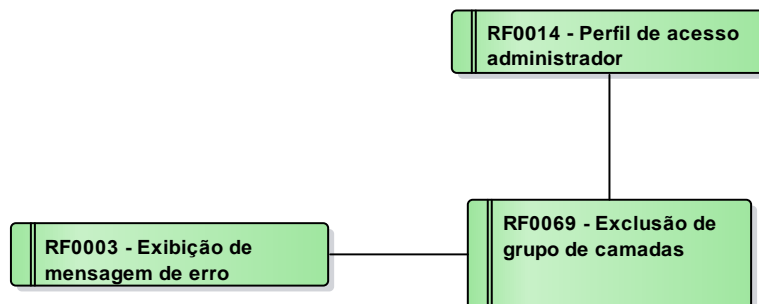 RF0014 - Perfil de acesso
administrador
RF0069 - Exclusão de
grupo de camadas
RF0003 - Exibição de
mensagem de erro